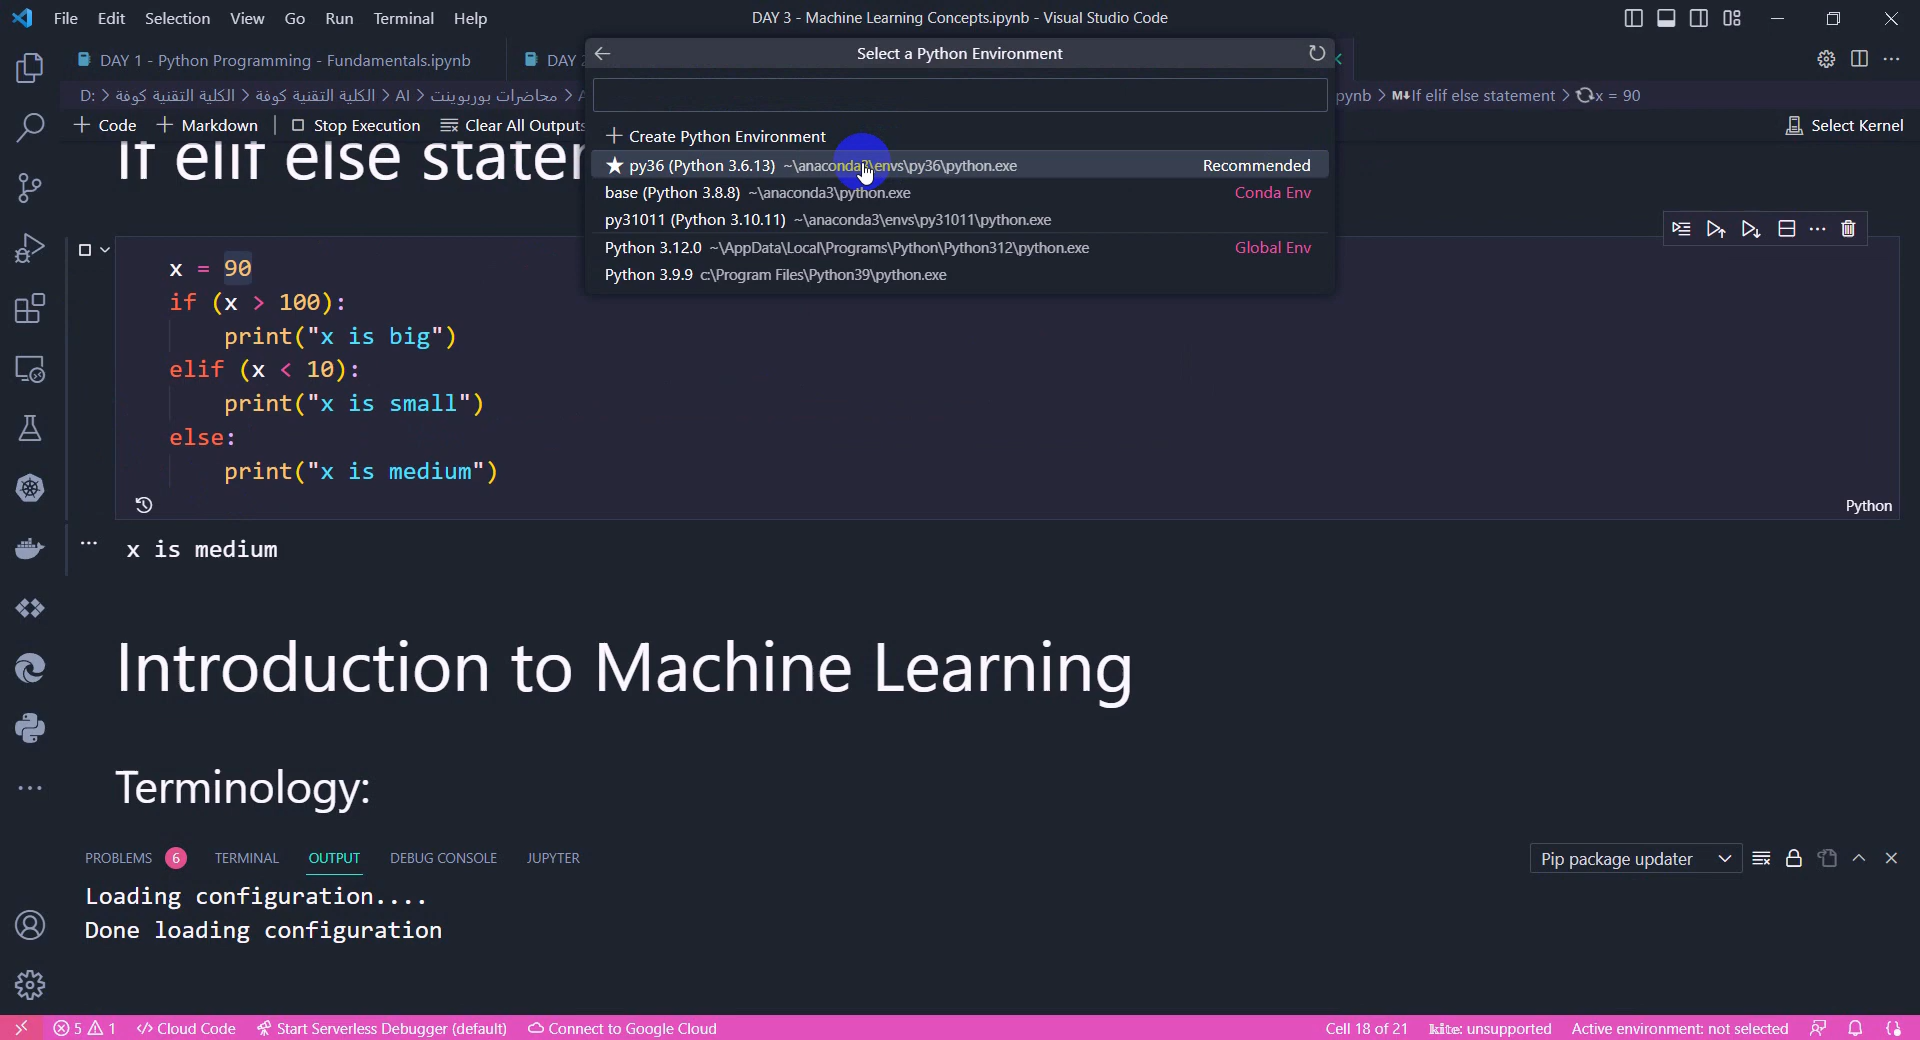 File Edit Selection View Go Run Terminal Help
DAY 3 - Machine Learning Concepts.ipynb - Visual Studio Code
DAY 1 - Python Programming - Fundamentals.ipynb
DAY 2
Select a Python Environment
D: > الكلية التقنية كوفة > الكلية التقنية كوفة > AI > محاضرات بوربوينت >
pynb > If elif else statement > x = 90
+ Code + Markdown | Stop Execution Clear All Outputs
Select Kernel
+ Create Python Environment
★ py36 (Python 3.6.13) ~\anaconda3\envs\py36\python.exe Recommended
base (Python 3.8.8) ~\anaconda3\python.exe Conda Env
py31011 (Python 3.10.11) ~\anaconda3\envs\py31011\python.exe
Python 3.12.0 ~\AppData\Local\Programs\Python\Python312\python.exe Global Env
Python 3.9.9 c:\Program Files\Python39\python.exe
If elif else state
x = 90
if (x > 100):
print("x is big")
elif (x < 10):
print("x is small")
else:
print("x is medium")
Python
x is medium
Introduction to Machine Learning
Terminology:
PROBLEMS 6 TERMINAL OUTPUT DEBUG CONSOLE JUPYTER
Pip package updater
Loading configuration....
Done loading configuration
5 1 Cloud Code Start Serverless Debugger (default) Connect to Google Cloud
Cell 18 of 21 kite: unsupported Active environment: not selected